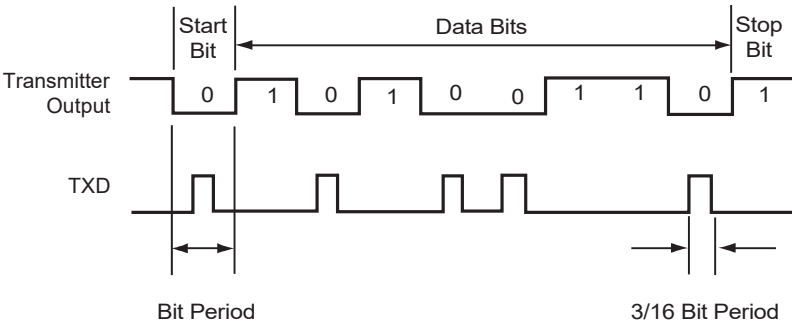 Start
Bit
Data Bits
Stop
Bit
Transmitter
Output
0 1 0 1 0 0 1 1 0 1
TXD
Bit Period
3/16 Bit Period